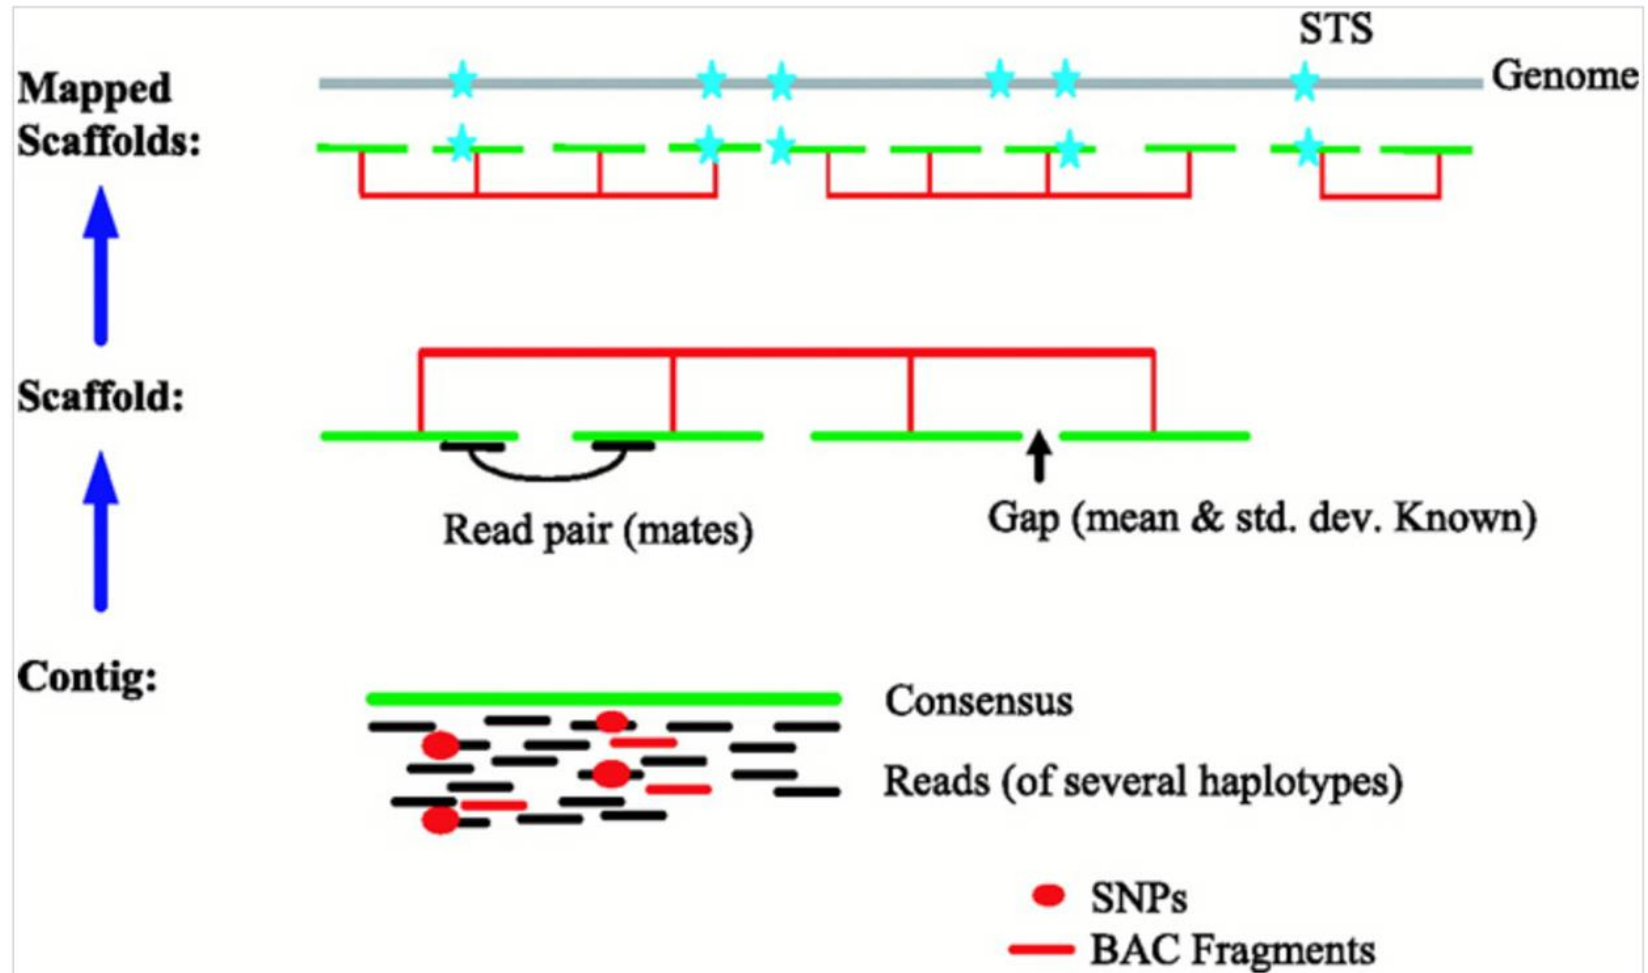 STS
Genome
Mapped
Scaffolds:
Scaffold:
Read pair (mates)
Gap (mean & std. dev. Known)
Contig:
Consensus
Reads (of several haplotypes)
SNPs
BAC Fragments